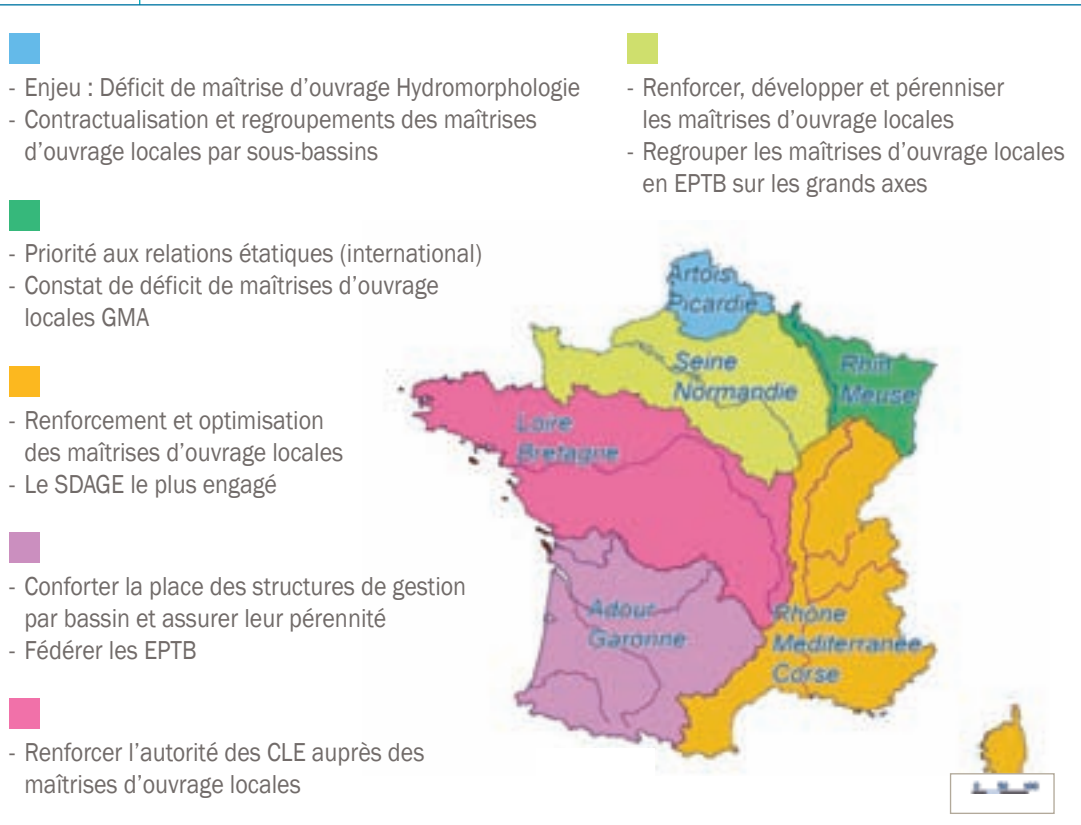 - Enjeu : Déficit de maîtrise d'ouvrage Hydromorphologie
- Contractualisation et regroupements des maîtrises
d'ouvrage locales par sous-bassins
- Priorité aux relations étatiques (international)
- Constat de déficit de maîtrises d'ouvrage
locales GMA
- Renforcement et optimisation
des maîtrises d'ouvrage locales
- Le SDAGE le plus engagé
- Conforter la place des structures de gestion
par bassin et assurer leur pérennité
- Fédérer les EPTB
- Renforcer l'autorité des CLE auprès des
maîtrises d'ouvrage locales
- Renforcer, développer et pérenniser
les maîtrises d'ouvrage locales
- Regrouper les maîtrises d'ouvrage locales
en EPTB sur les grands axes
Artois
Picardie
Seine
Normandie
Rhin
Meuse
Loire
Bretagne
Adour
Garonne
Rhône
Méditerranée
Corse